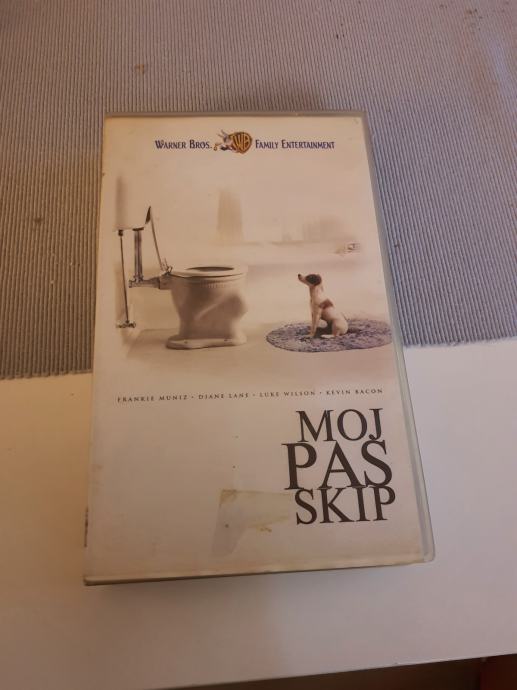 WARNER BROS. WB FAMILY ENTERTAINMENT
FRANKIE MUNIZ · DIANE LANE · LUKE WILSON · KEVIN BACON
MOJ
PAS
SKIP